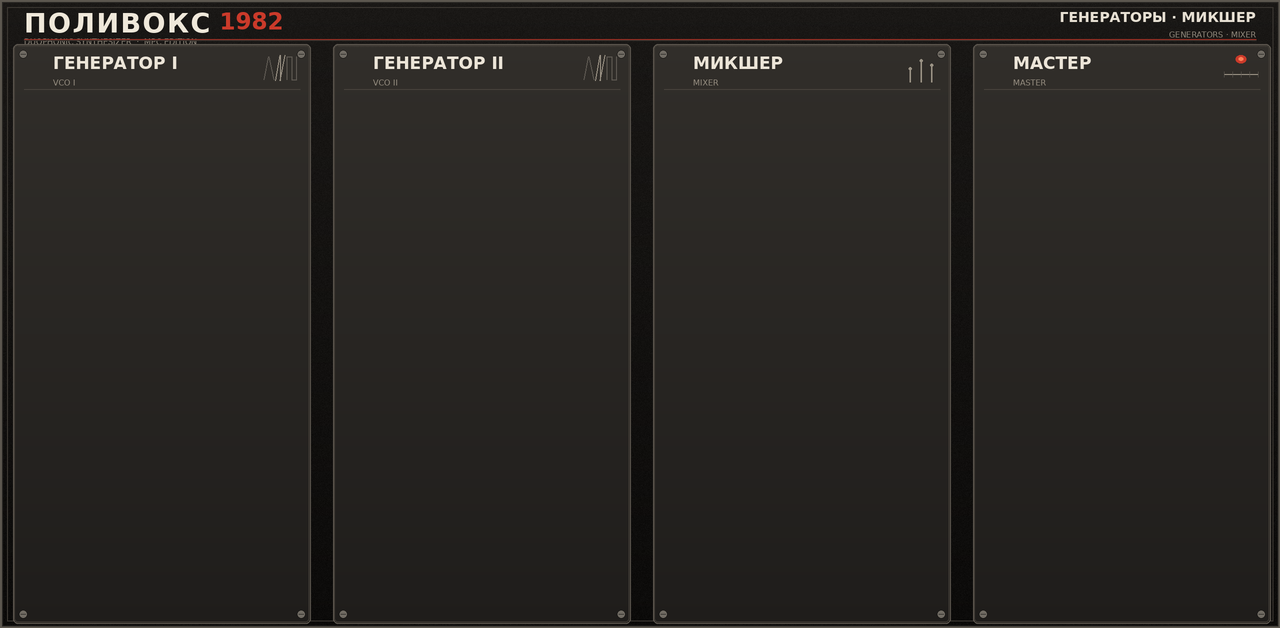 ПОЛИВОКС 1982
ГЕНЕРАТОРЫ · МИКШЕР
GENERATORS · MIXER
ГЕНЕРАТОР I
VCO I
ГЕНЕРАТОР II
VCO II
МИКШЕР
MIXER
МАСТЕР
MASTER